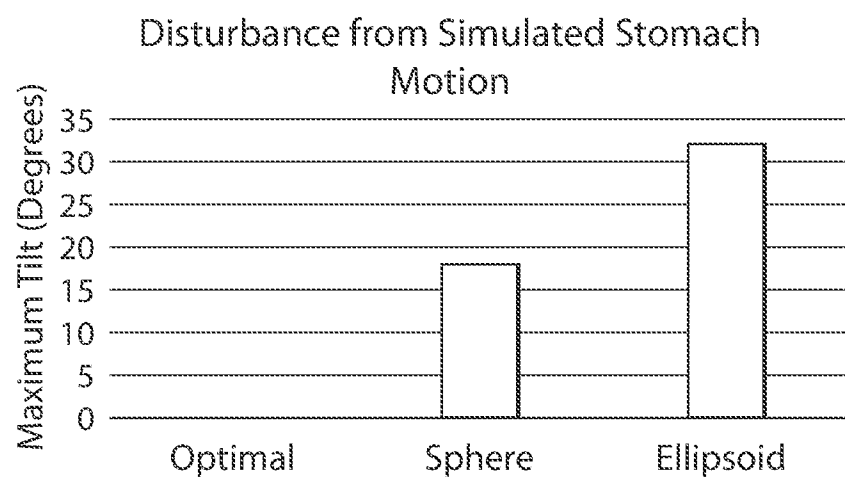 Disturbance from Simulated Stomach
Motion
Maximum Tilt (Degrees)
35
30
25
20
15
10
5
0
Optimal
Sphere
Ellipsoid